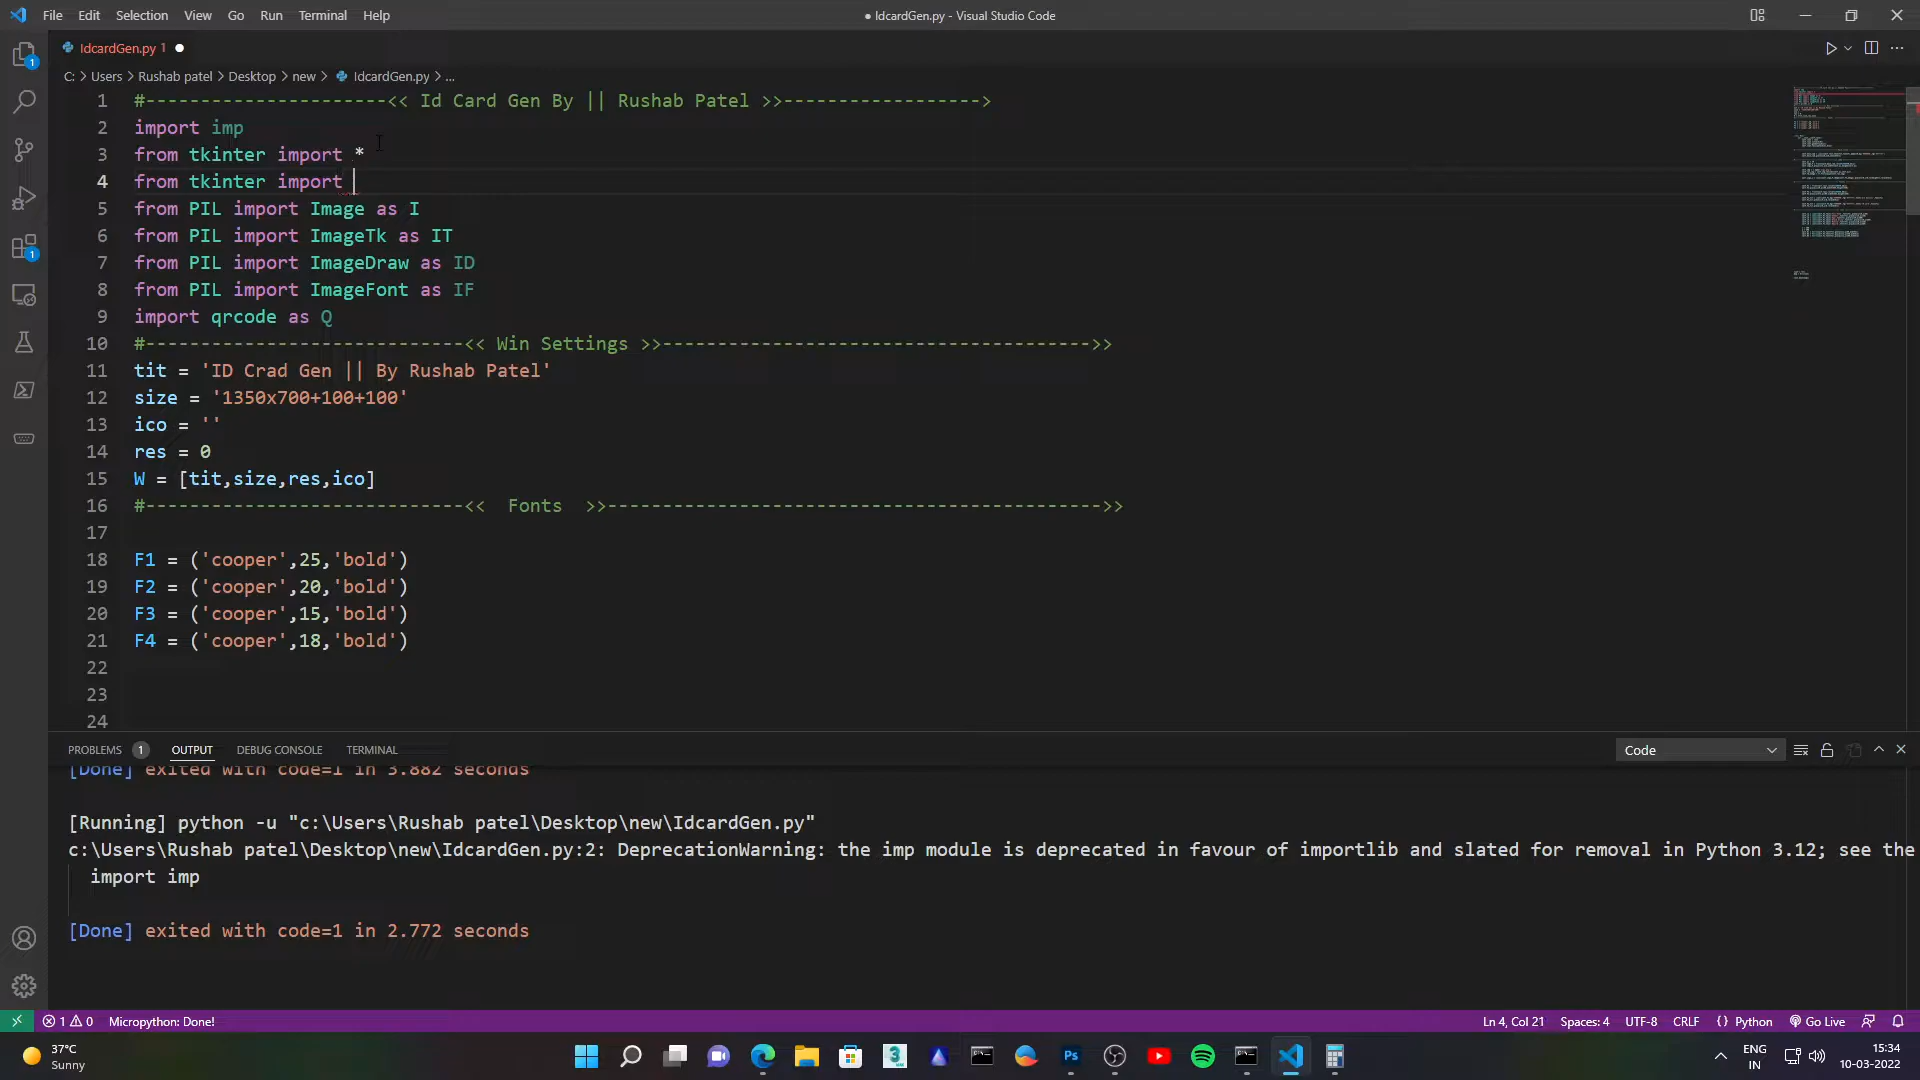 File Edit Selection View Go Run Terminal Help
● IdcardGen.py - Visual Studio Code
IdcardGen.py 1 ●
C: > Users > Rushab patel > Desktop > new > IdcardGen.py > ...
1 #----------------------<< Id Card Gen By || Rushab Patel >>------------------>
2 import imp
3 from tkinter import *
4 from tkinter import
5 from PIL import Image as I
6 from PIL import ImageTk as IT
7 from PIL import ImageDraw as ID
8 from PIL import ImageFont as IF
9 import qrcode as Q
10 #-----------------------------<< Win Settings >>--------------------------------------->>
11 tit = 'ID Crad Gen || By Rushab Patel'
12 size = '1350x700+100+100'
13 ico = ''
14 res = 0
15 W = [tit,size,res,ico]
16 #-----------------------------<<  Fonts  >>--------------------------------------------->>
17
18 F1 = ('cooper',25,'bold')
19 F2 = ('cooper',20,'bold')
20 F3 = ('cooper',15,'bold')
21 F4 = ('cooper',18,'bold')
22
23
24
PROBLEMS 1 OUTPUT DEBUG CONSOLE TERMINAL
Code
[Done] exited with code=1 in 3.882 seconds
[Running] python -u "c:\Users\Rushab patel\Desktop\new\IdcardGen.py"
c:\Users\Rushab patel\Desktop\new\IdcardGen.py:2: DeprecationWarning: the imp module is deprecated in favour of importlib and slated for removal in Python 3.12; see the
import imp
[Done] exited with code=1 in 2.772 seconds
1 0 Micropython: Done!
Ln 4, Col 21 Spaces: 4 UTF-8 CRLF {} Python Go Live
37°C
Sunny
Ps
ENG
IN
15:34
10-03-2022